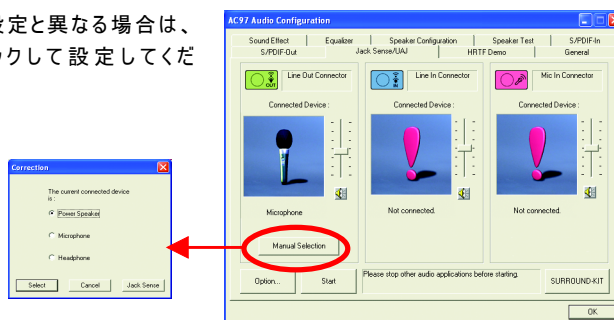 設定と異なる場合は、
ックして設定してくだ
AC97 Audio Configuration
Sound Effect
Equalizer
Speaker Configuration
Speaker Test
S/PDIF-In
S/PDIF-Out
Jack Sense/UAJ
HRTF Demo
General
OUT
Line Out Connector
IN
Line In Connector
Mic In Connector
Connected Device :
Connected Device :
Connected Device :
Microphone
Not connected.
Not connected.
Manual Selection
Option...
Start
Please stop other audio applications before starting.
SURROUND-KIT
OK
Correction
The current connected device
is :
Power Speaker
Microphone
Headphone
Select
Cancel
Jack Sense